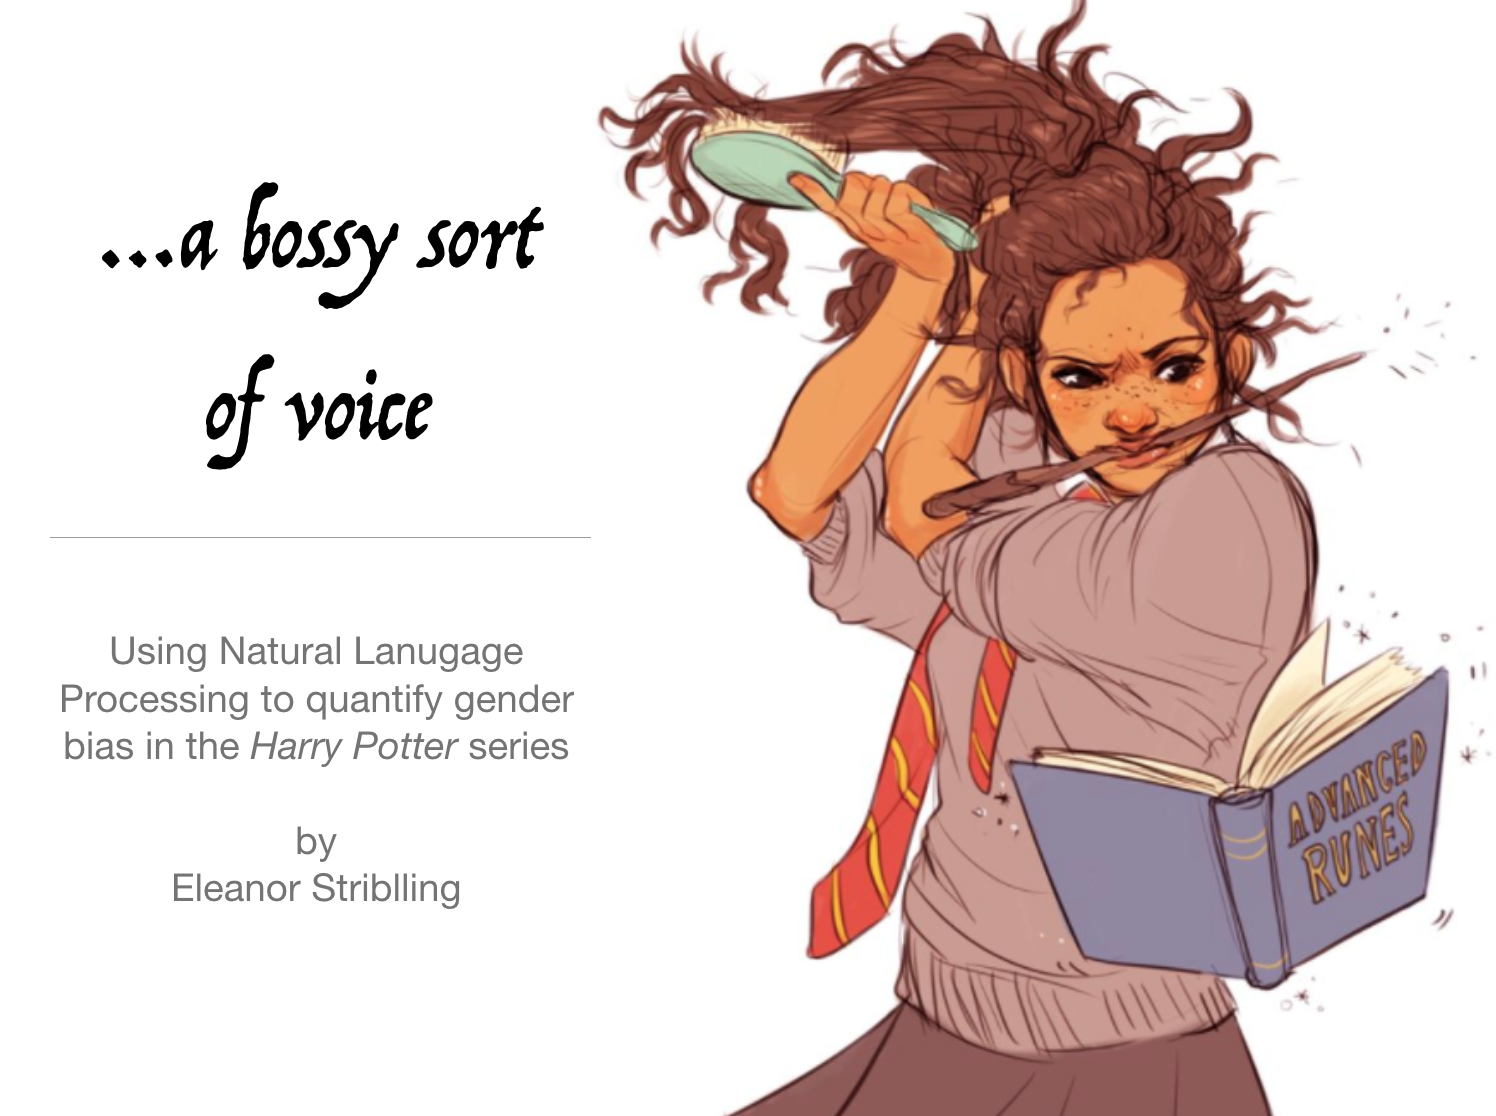 ...a bossy sort
of voice
Using Natural Lanugage
Processing to quantify gender
bias in the Harry Potter series
by
Eleanor Striblling
ADVANCED
RUNES